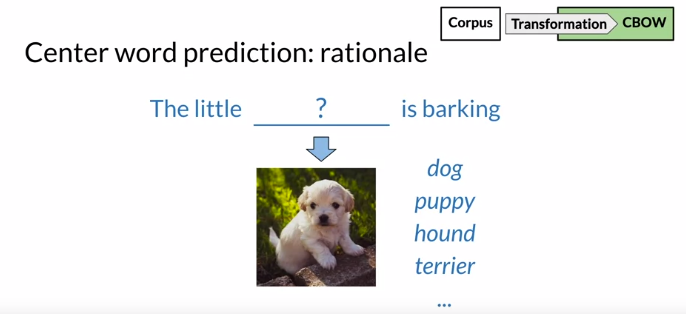 Corpus Transformation CBOW
Center word prediction: rationale
The little ? is barking
dog
puppy
hound
terrier
...